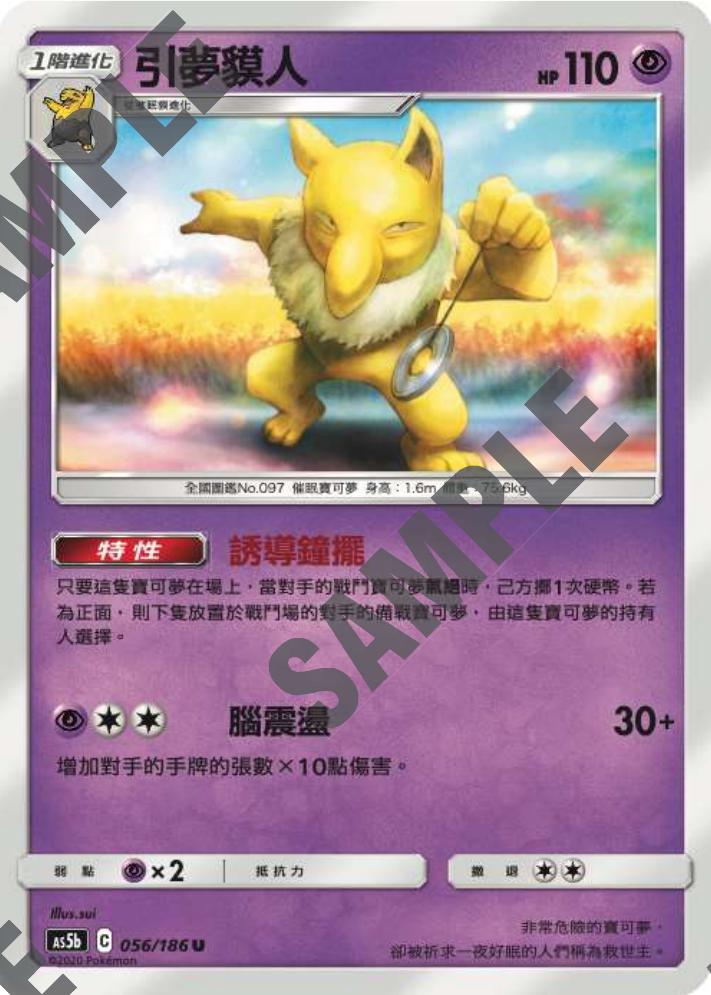 1階進化
引夢貘人
HP 110
從催眠貘進化
全國圖鑑No.097 催眠寶可夢 身高：1.6m 體重：75.6kg
特性
誘導鐘擺
只要這隻寶可夢在場上，當對手的戰鬥寶可夢氣絕時，己方擲1次硬幣。若
為正面，則下隻放置於戰鬥場的對手的備戰寶可夢，由這隻寶可夢的持有
人選擇。
腦震盪
30+
增加對手的手牌的張數×10點傷害。
弱點
×2
抵抗力
撤退
Illus.sui
AS5b C 056/186 U
©2020 Pokémon
非常危險的寶可夢，
卻被祈求一夜好眠的人們稱為救世主。
SAMPLE
SAMPLE